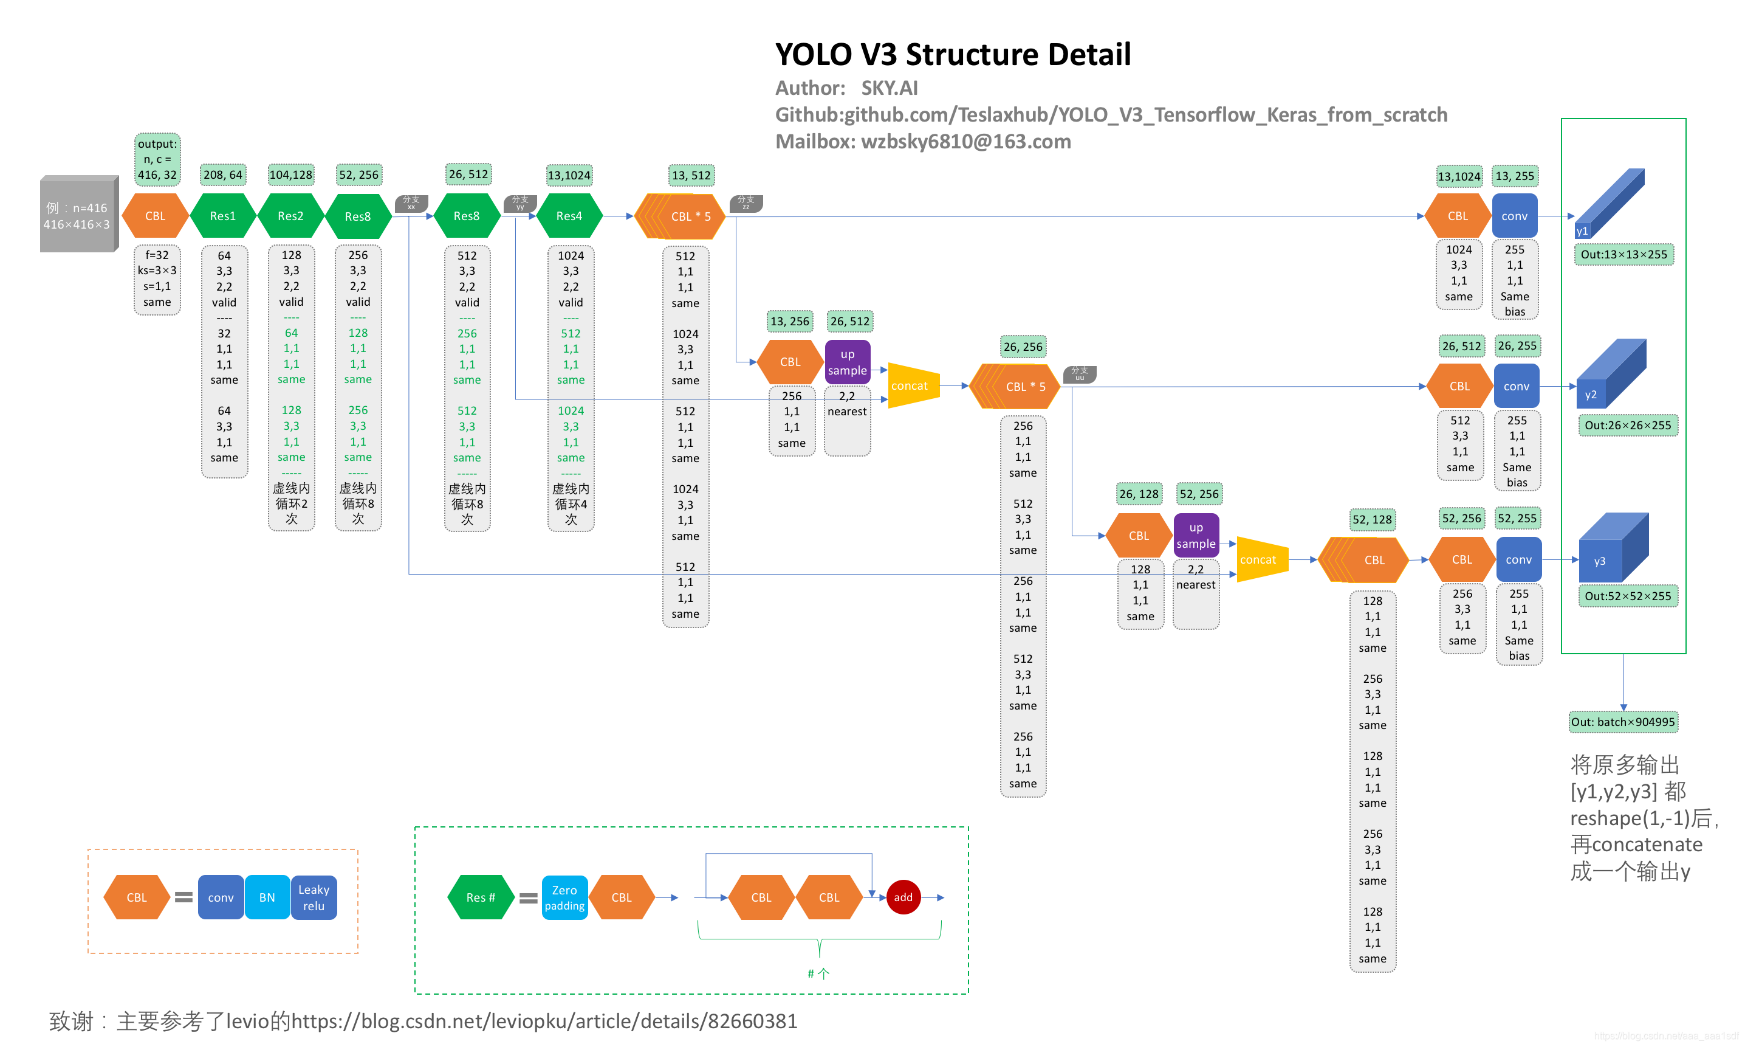 YOLO V3 Structure Detail
Author: SKY.AI
Github:github.com/Teslaxhub/YOLO_V3_Tensorflow_Keras_from_scratch
Mailbox: wzbsky6810@163.com
例：n=416
416×416×3
output:
n, c =
416, 32
CBL
f=32
ks=3×3
s=1,1
same
208, 64
Res1
64
3,3
2,2
valid
----
32
1,1
1,1
same
64
3,3
1,1
same
104,128
Res2
128
3,3
2,2
valid
----
64
1,1
1,1
same
128
3,3
1,1
same
-----
虚线内
循环2
次
52, 256
Res8
256
3,3
2,2
valid
----
128
1,1
1,1
same
256
3,3
1,1
same
-----
虚线内
循环8
次
分支
xx
26, 512
Res8
512
3,3
2,2
valid
----
256
1,1
1,1
same
512
3,3
1,1
same
-----
虚线内
循环8
次
分支
yy
13,1024
Res4
1024
3,3
2,2
valid
----
512
1,1
1,1
same
1024
3,3
1,1
same
-----
虚线内
循环4
次
13, 512
CBL * 5
512
1,1
1,1
same
1024
3,3
1,1
same
512
1,1
1,1
same
1024
3,3
1,1
same
512
1,1
1,1
same
分支
zz
13,1024
CBL
1024
3,3
1,1
same
13, 255
conv
255
1,1
1,1
Same
bias
y1
Out:13×13×255
13, 256
CBL
256
1,1
1,1
same
26, 512
up
sample
2,2
nearest
concat
26, 256
CBL * 5
256
1,1
1,1
same
512
3,3
1,1
same
256
1,1
1,1
same
512
3,3
1,1
same
256
1,1
1,1
same
分支
uu
26, 512
CBL
512
3,3
1,1
same
26, 255
conv
255
1,1
1,1
Same
bias
y2
Out:26×26×255
26, 128
CBL
128
1,1
1,1
same
52, 256
up
sample
2,2
nearest
concat
52, 128
CBL
128
1,1
1,1
same
256
3,3
1,1
same
128
1,1
1,1
same
256
3,3
1,1
same
128
1,1
1,1
same
52, 256
CBL
256
3,3
1,1
same
52, 255
conv
255
1,1
1,1
Same
bias
y3
Out:52×52×255
Out: batch×904995
将原多输出
[y1,y2,y3] 都
reshape(1,-1)后,
再concatenate
成一个输出y
CBL = conv BN Leaky
relu
Res # = Zero
padding CBL
CBL CBL add
# 个
致谢：主要参考了levio的https://blog.csdn.net/leviopku/article/details/82660381